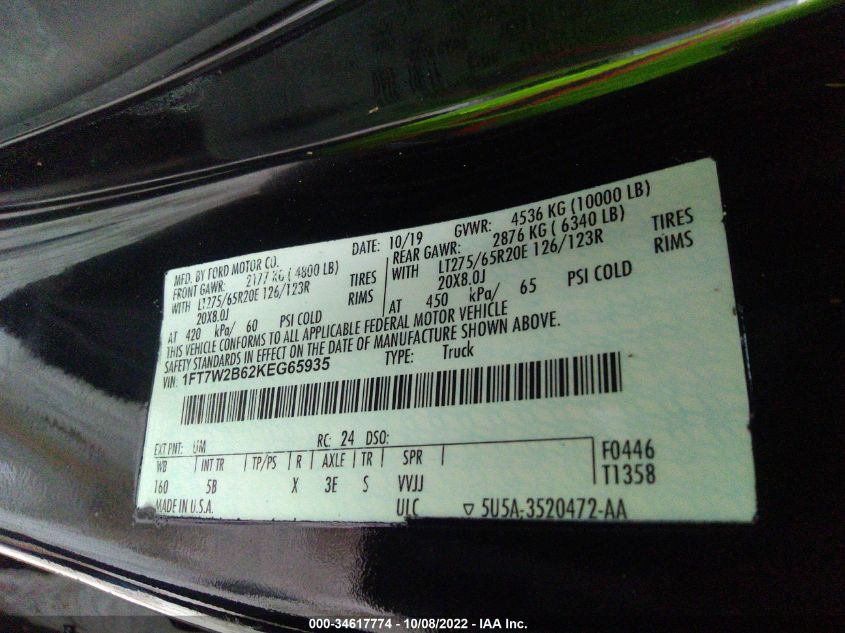 MFD. BY FORD MOTOR CO. DATE: 10/19 GVWR: 4536 KG (10000 LB)
FRONT GAWR: 2177 KG ( 4800 LB) REAR GAWR: 2876 KG ( 6340 LB)
WITH LT275/65R20E 126/123R TIRES WITH LT275/65R20E 126/123R TIRES
20X8.0J RIMS 20X8.0J RIMS
AT 420 kPa/ 60 PSI COLD AT 450 kPa/ 65 PSI COLD
THIS VEHICLE CONFORMS TO ALL APPLICABLE FEDERAL MOTOR VEHICLE
SAFETY STANDARDS IN EFFECT ON THE DATE OF MANUFACTURE SHOWN ABOVE.
VIN: 1FT7W2B62KEG65935 TYPE: Truck
EXT PNT: UM RC: 24 DSO:
WB INT TR TP/PS R AXLE TR SPR F0446
160 5B X 3E S VVJJ T1358
MADE IN U.S.A. ULC ▽ 5U5A-3520472-AA
000-34617774 - 10/08/2022 - IAA Inc.